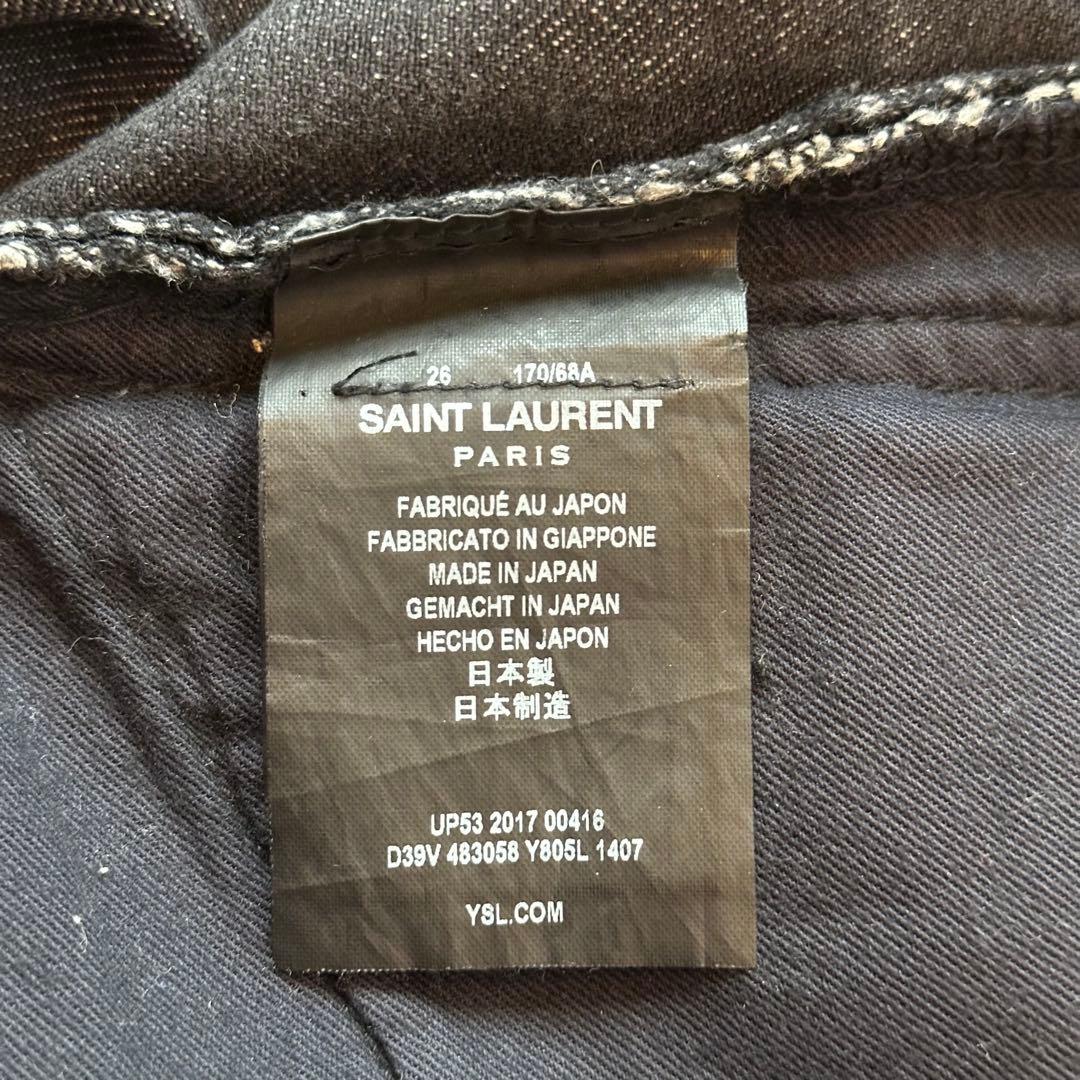 26 170/68A
SAINT LAURENT
PARIS
FABRIQUÉ AU JAPON
FABBRICATO IN GIAPPONE
MADE IN JAPAN
GEMACHT IN JAPAN
HECHO EN JAPON
日本製
日本制造
UP53 2017 00416
D39V 483058 Y805L 1407
YSL.COM